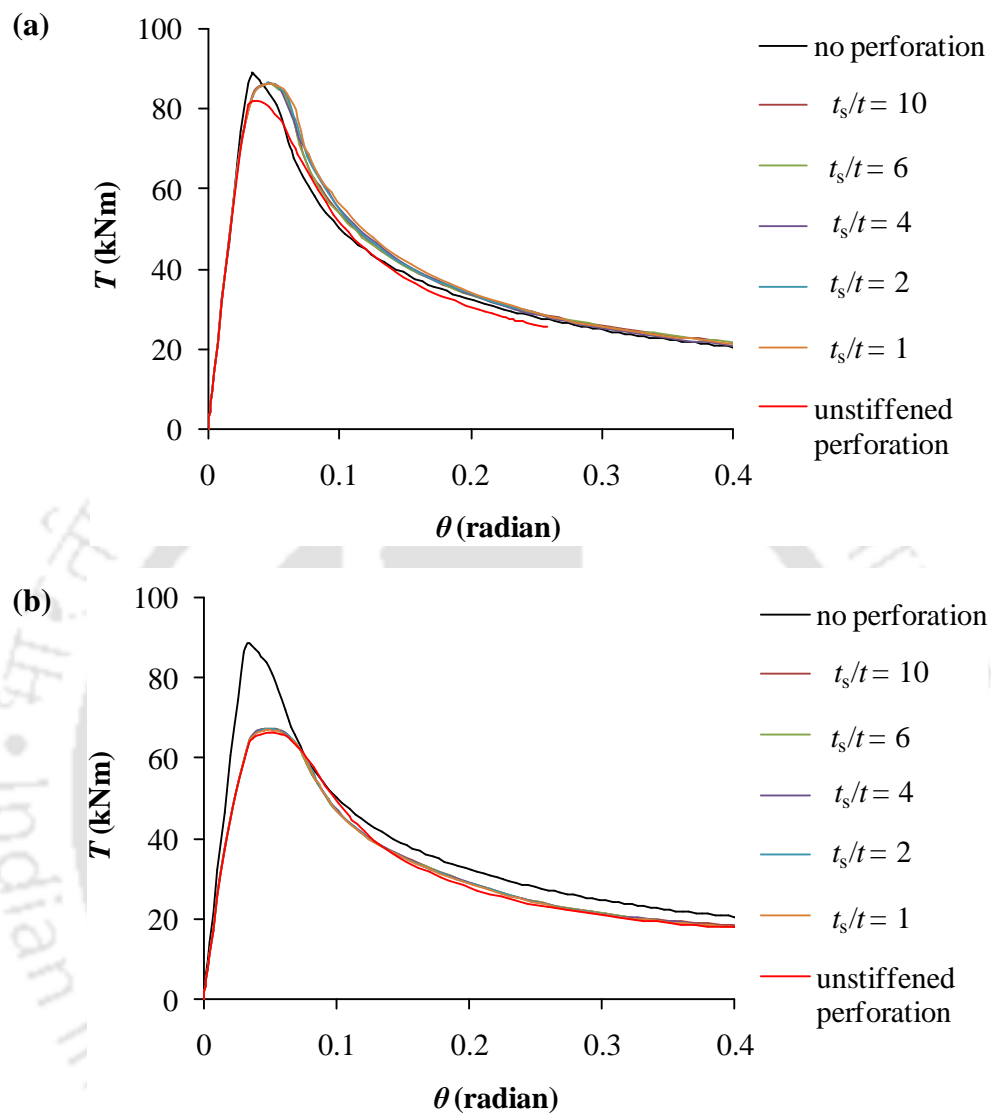 (a)
100
80
60
40
20
0
T (kNm)
0
0.1
0.2
0.3
0.4
θ (radian)
no perforation
tₛ/t = 10
tₛ/t = 6
tₛ/t = 4
tₛ/t = 2
tₛ/t = 1
unstiffened
perforation
(b)
100
80
60
40
20
0
T (kNm)
0
0.1
0.2
0.3
0.4
θ (radian)
no perforation
tₛ/t = 10
tₛ/t = 6
tₛ/t = 4
tₛ/t = 2
tₛ/t = 1
unstiffened
perforation
Indian